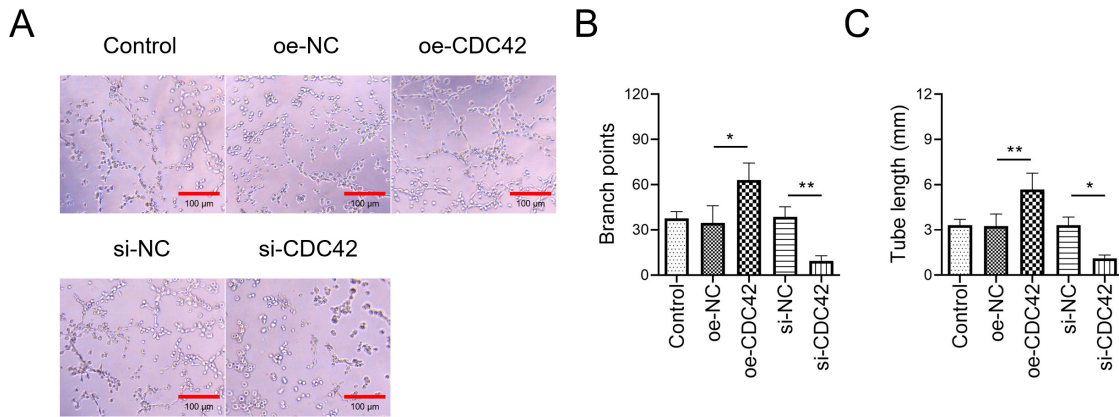 A
Control
oe-NC
oe-CDC42
100 μm
100 μm
100 μm
si-NC
si-CDC42
100 μm
100 μm
B
Branch points
120
90
60
30
0
*
**
Control
oe-NC
oe-CDC42
si-NC
si-CDC42
C
Tube length (mm)
12
9
6
3
0
**
*
Control
oe-NC
oe-CDC42
si-NC
si-CDC42